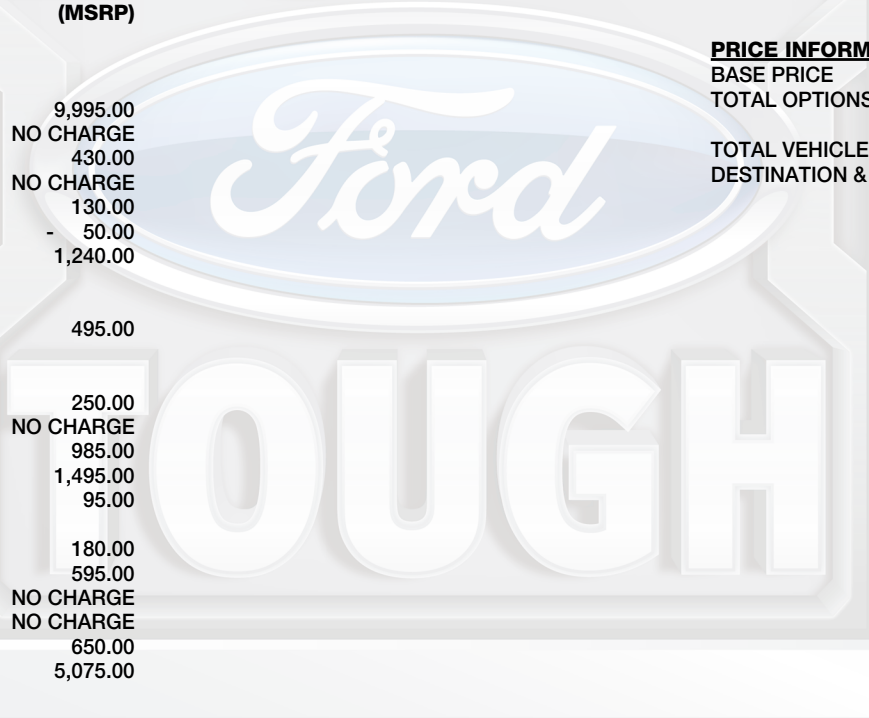 (MSRP)
9,995.00
NO CHARGE
430.00
NO CHARGE
130.00
- 50.00
1,240.00
495.00
250.00
NO CHARGE
985.00
1,495.00
95.00
180.00
595.00
NO CHARGE
NO CHARGE
650.00
5,075.00
PRICE INFORM
BASE PRICE
TOTAL OPTIONS
TOTAL VEHICLE
DESTINATION &
Ford
TOUGH